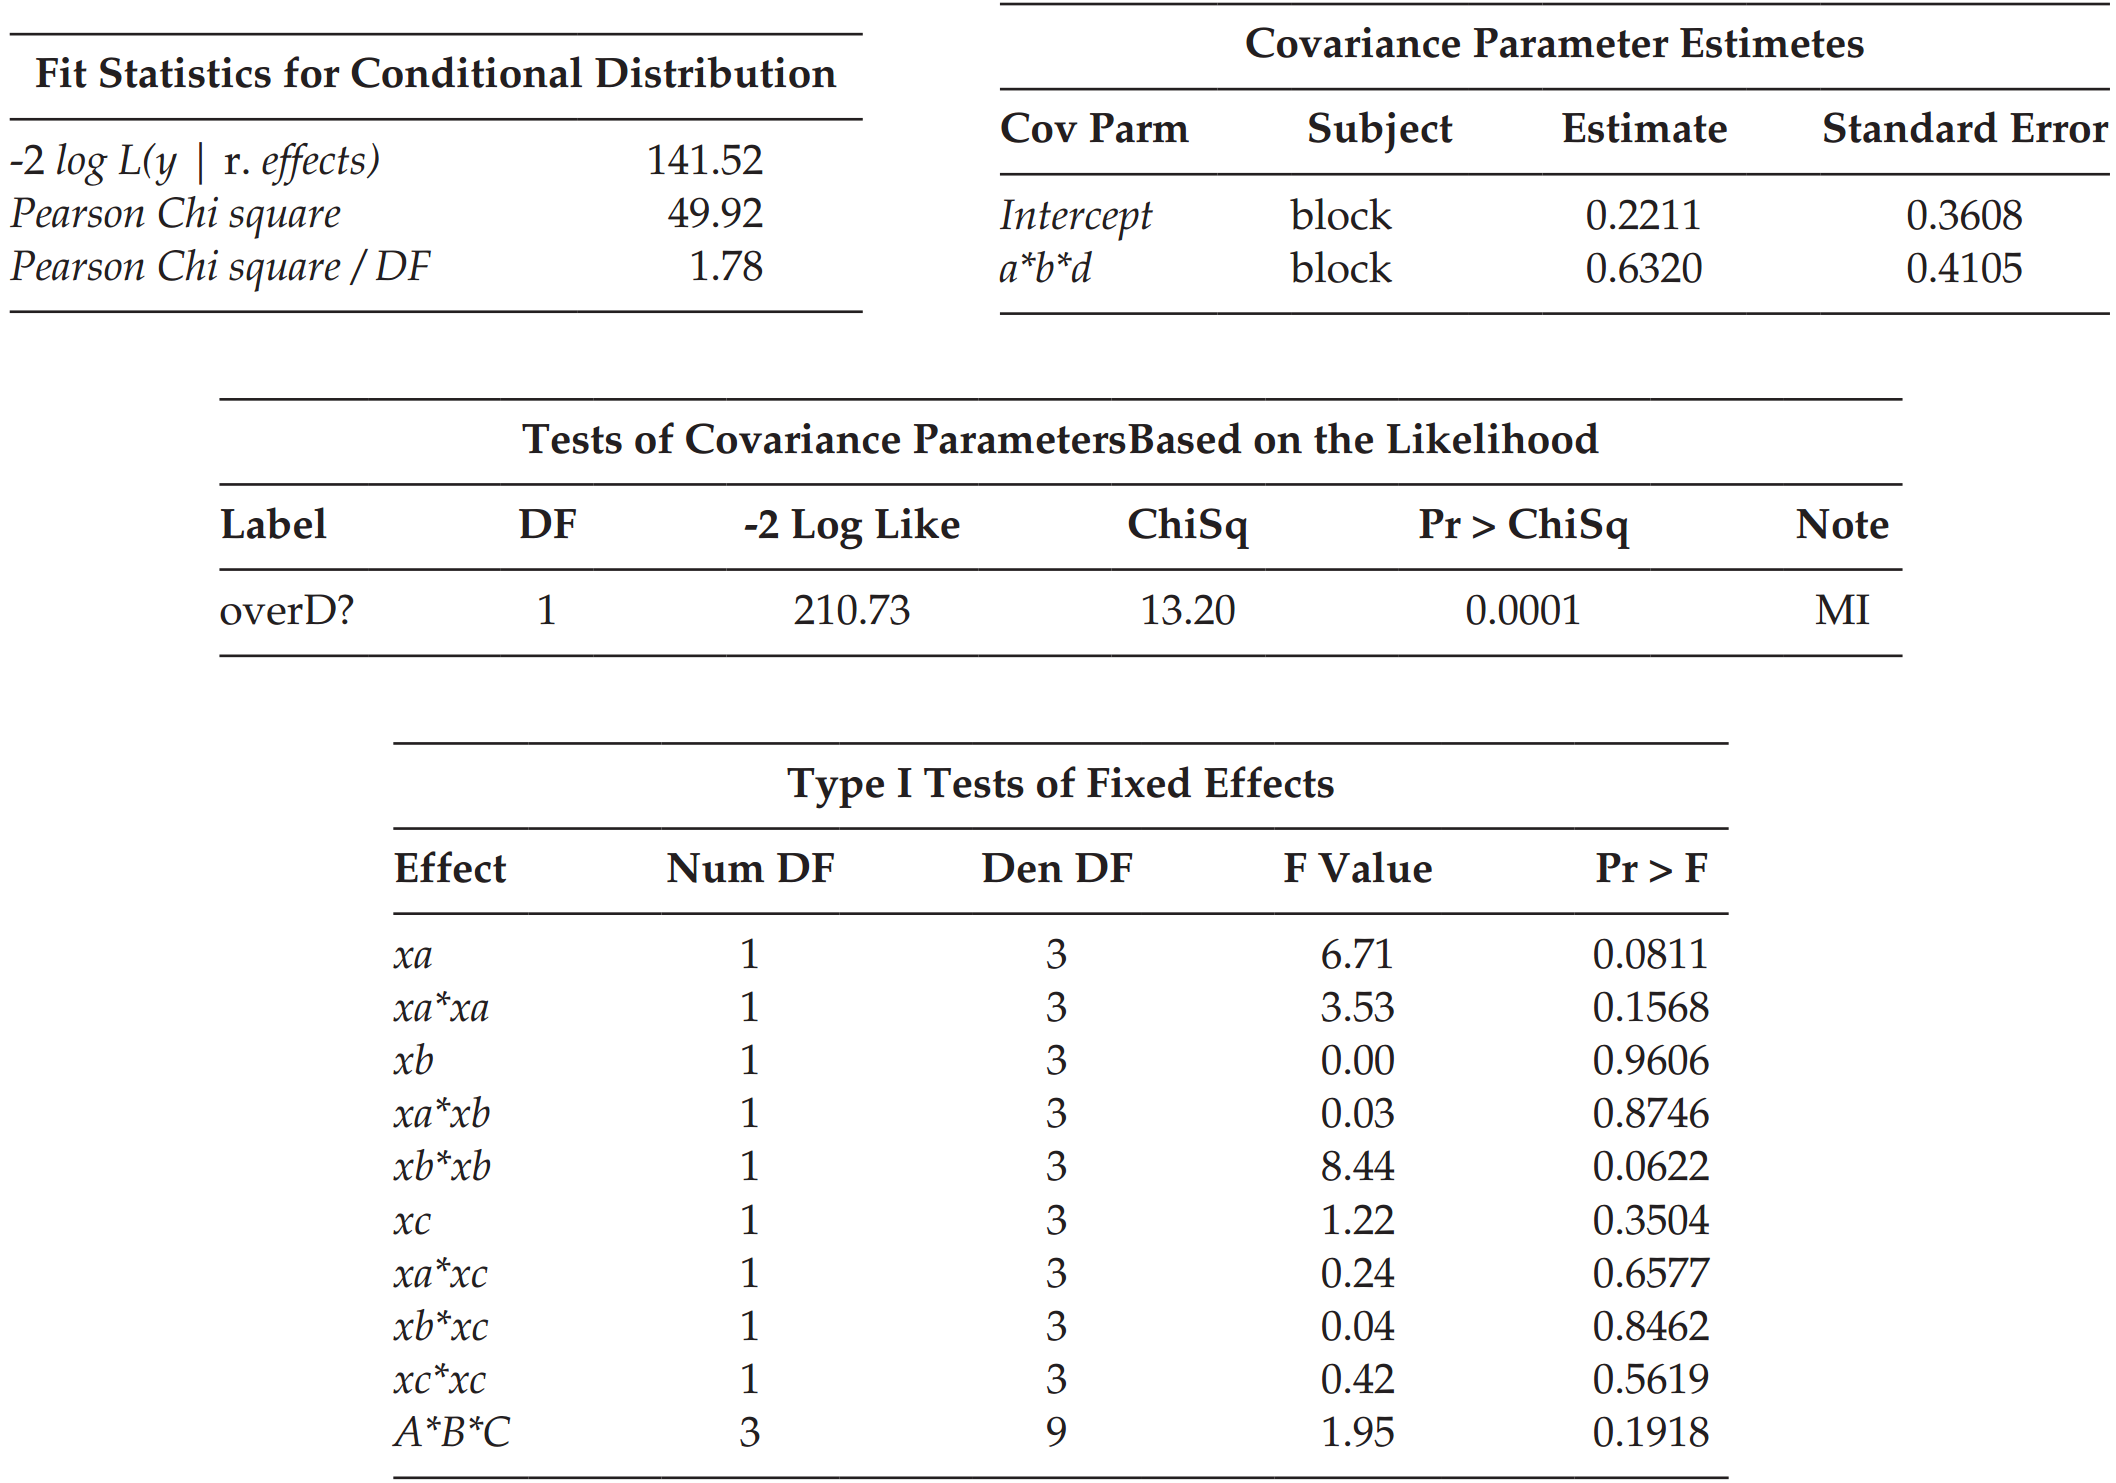 Fit Statistics for Conditional Distribution
-2 log L(y | r. effects) 141.52
Pearson Chi square 49.92
Pearson Chi square / DF 1.78
Covariance Parameter Estimetes
Cov Parm Subject Estimate Standard Error
Intercept block 0.2211 0.3608
a*b*d block 0.6320 0.4105
Tests of Covariance ParametersBased on the Likelihood
Label DF -2 Log Like ChiSq Pr > ChiSq Note
overD? 1 210.73 13.20 0.0001 MI
Type I Tests of Fixed Effects
Effect Num DF Den DF F Value Pr > F
xa 1 3 6.71 0.0811
xa*xa 1 3 3.53 0.1568
xb 1 3 0.00 0.9606
xa*xb 1 3 0.03 0.8746
xb*xb 1 3 8.44 0.0622
xc 1 3 1.22 0.3504
xa*xc 1 3 0.24 0.6577
xb*xc 1 3 0.04 0.8462
xc*xc 1 3 0.42 0.5619
A*B*C 3 9 1.95 0.1918